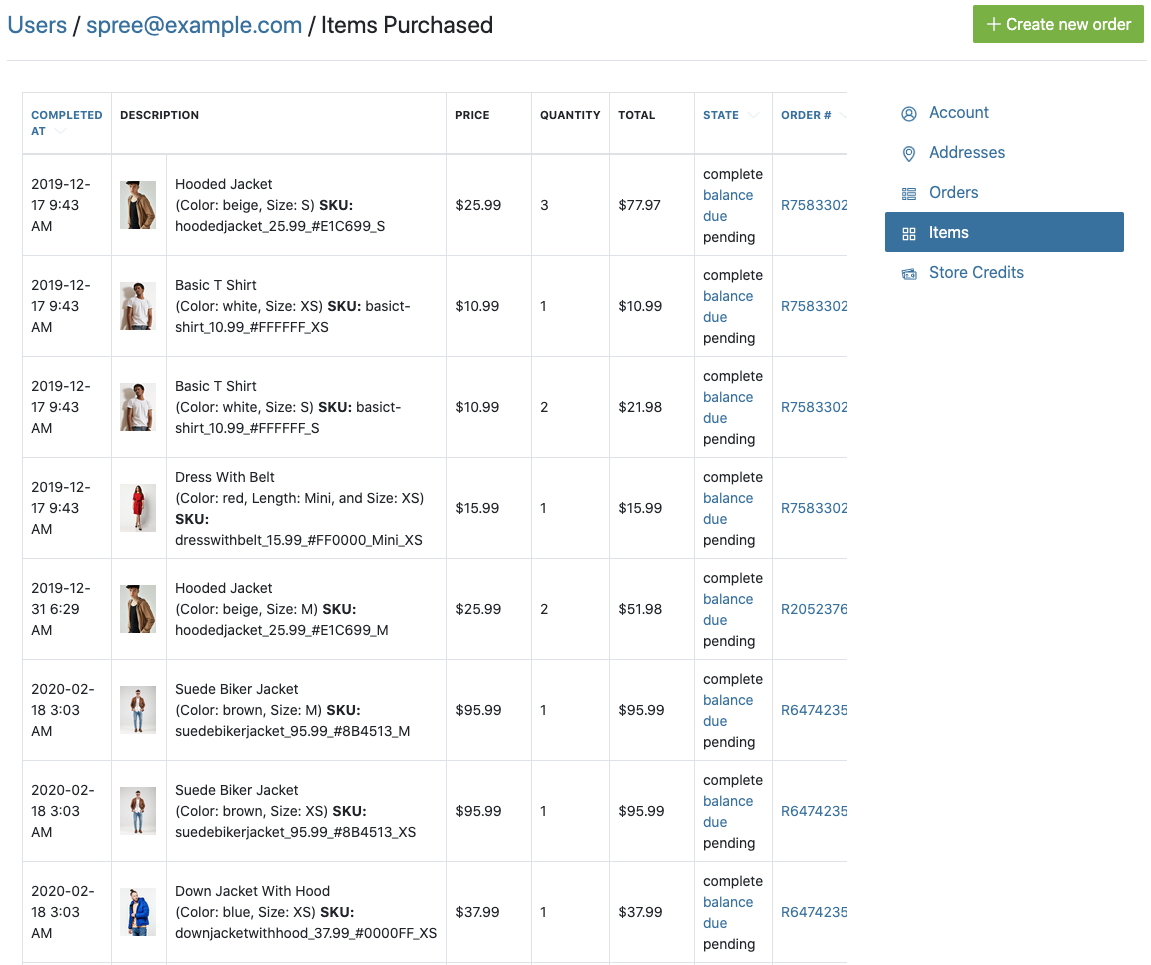 Users / spree@example.com / Items Purchased
+ Create new order
COMPLETED
AT
DESCRIPTION
PRICE
QUANTITY
TOTAL
STATE
ORDER #
2019-12-
17 9:43
AM
Hooded Jacket
(Color: beige, Size: S) SKU:
hoodedjacket_25.99_#E1C699_S
$25.99
3
$77.97
complete
balance
due
pending
R7583302
2019-12-
17 9:43
AM
Basic T Shirt
(Color: white, Size: XS) SKU: basict-
shirt_10.99_#FFFFFF_XS
$10.99
1
$10.99
complete
balance
due
pending
R7583302
2019-12-
17 9:43
AM
Basic T Shirt
(Color: white, Size: S) SKU: basict-
shirt_10.99_#FFFFFF_S
$10.99
2
$21.98
complete
balance
due
pending
R7583302
2019-12-
17 9:43
AM
Dress With Belt
(Color: red, Length: Mini, and Size: XS)
SKU:
dresswithbelt_15.99_#FF0000_Mini_XS
$15.99
1
$15.99
complete
balance
due
pending
R7583302
2019-12-
31 6:29
AM
Hooded Jacket
(Color: beige, Size: M) SKU:
hoodedjacket_25.99_#E1C699_M
$25.99
2
$51.98
complete
balance
due
pending
R2052376
2020-02-
18 3:03
AM
Suede Biker Jacket
(Color: brown, Size: M) SKU:
suedebikerjacket_95.99_#8B4513_M
$95.99
1
$95.99
complete
balance
due
pending
R6474235
2020-02-
18 3:03
AM
Suede Biker Jacket
(Color: brown, Size: XS) SKU:
suedebikerjacket_95.99_#8B4513_XS
$95.99
1
$95.99
complete
balance
due
pending
R6474235
2020-02-
18 3:03
AM
Down Jacket With Hood
(Color: blue, Size: XS) SKU:
downjacketwithhood_37.99_#0000FF_XS
$37.99
1
$37.99
complete
balance
due
pending
R6474235
Account
Addresses
Orders
Items
Store Credits